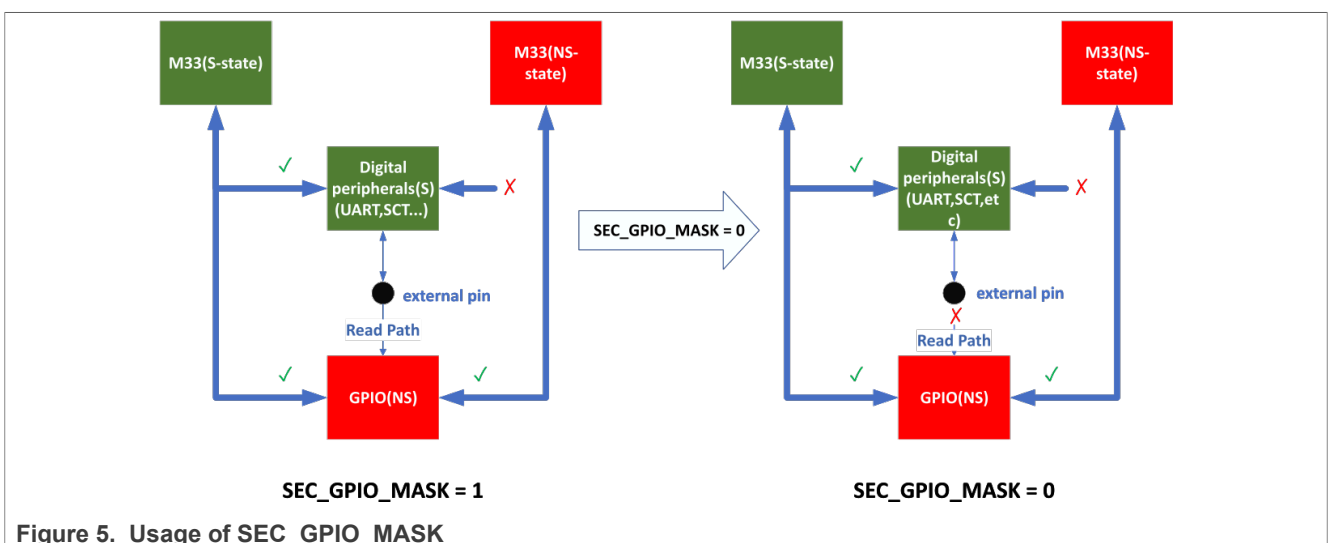 M33(S-state)
M33(NS-
state)
Digital
peripherals(S)
(UART,SCT...)
✓
X
external pin
Read Path
✓
✓
GPIO(NS)
SEC_GPIO_MASK = 1
SEC_GPIO_MASK = 0
M33(S-state)
M33(NS-
state)
Digital
peripherals(S)
(UART,SCT,et
c)
✓
X
external pin
X
Read Path
✓
✓
GPIO(NS)
SEC_GPIO_MASK = 0
Figure 5. Usage of SEC_GPIO_MASK